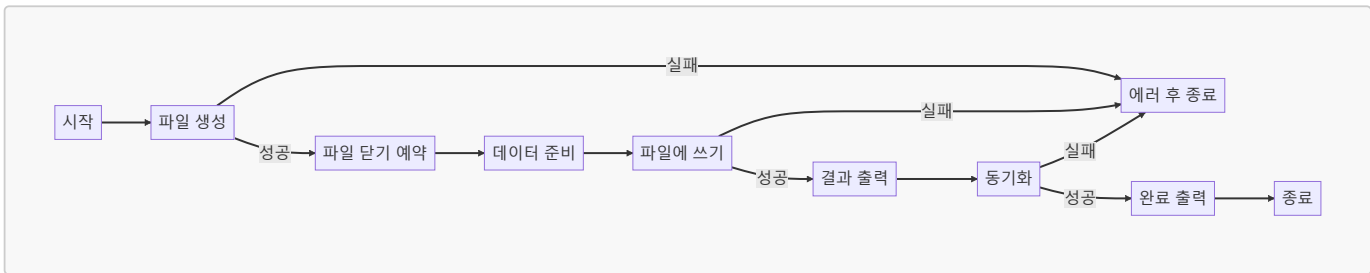 시작
파일 생성
실패
성공
파일 닫기 예약
데이터 준비
파일에 쓰기
실패
성공
결과 출력
동기화
실패
성공
에러 후 종료
완료 출력
종료